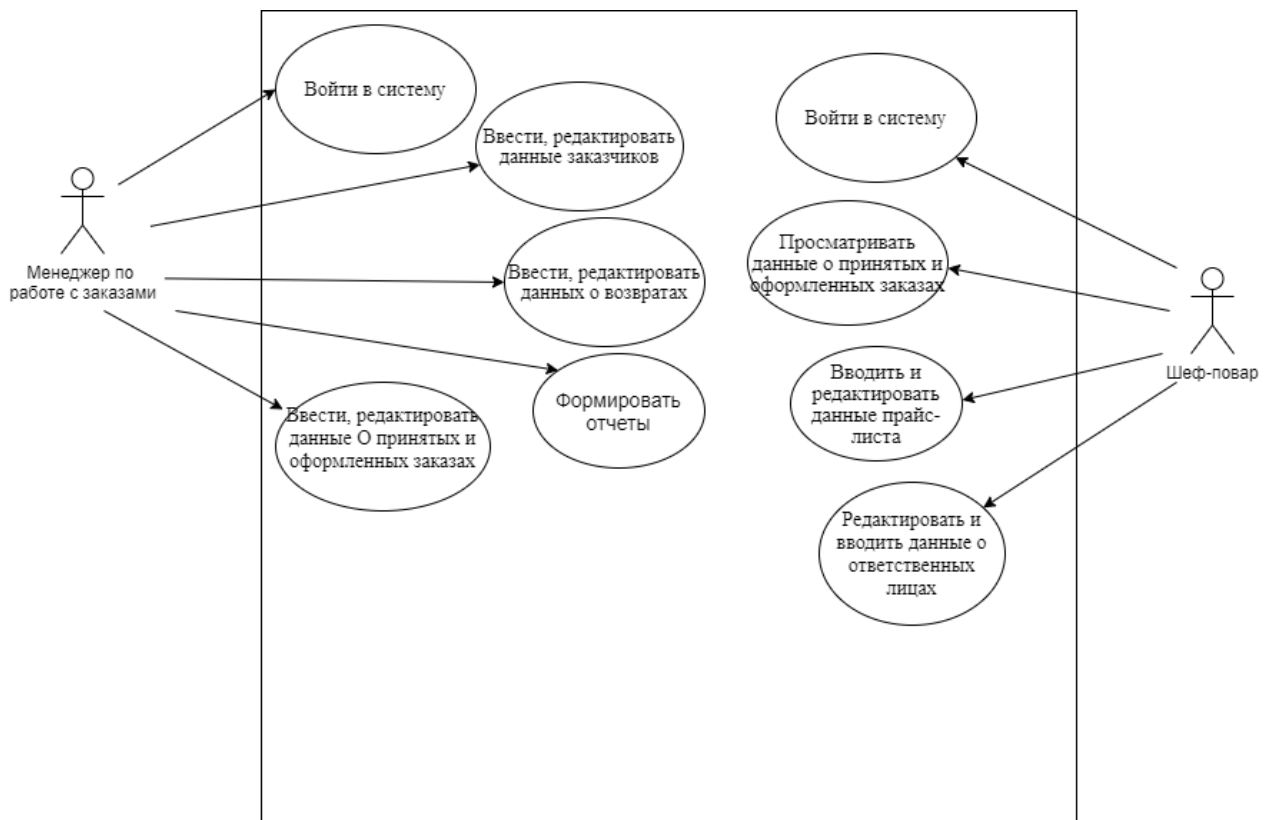 Войти в систему
Ввести, редактировать
данные заказчиков
Войти в систему
Менеджер по
работе с заказами
Ввести, редактировать
данных о возвратах
Просматривать
данные о принятых и
оформленных заказах
Шеф-повар
Формировать
отчеты
Вводить и
редактировать
данные прайс-
листа
Ввести, редактировать
данные О принятых и
оформленных заказах
Редактировать и
вводить данные о
ответственных
лицах